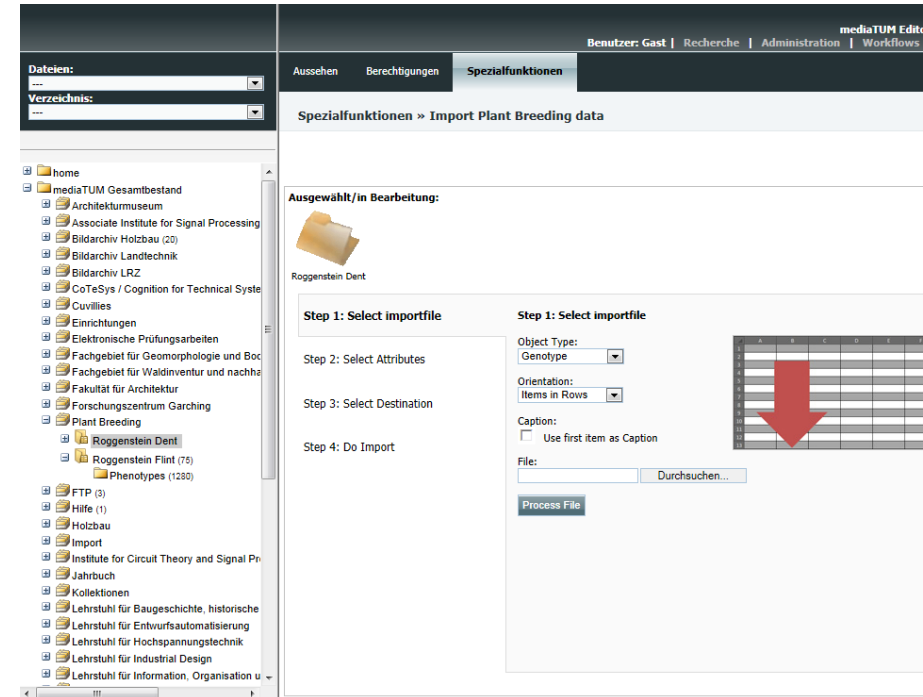 mediaTUM Edito
Benutzer: Gast | Recherche | Administration | Workflows
Dateien:
---
Verzeichnis:
---
Aussehen Berechtigungen Spezialfunktionen
Spezialfunktionen » Import Plant Breeding data
home
mediaTUM Gesamtbestand
Architekturmuseum
Associate Institute for Signal Processing
Bildarchiv Holzbau (20)
Bildarchiv Landtechnik
Bildarchiv LRZ
CoTeSys / Cognition for Technical Syste
Cuvillies
Einrichtungen
Elektronische Prüfungsarbeiten
Fachgebiet für Geomorphologie und Boc
Fachgebiet für Waldinventur und nachha
Fakultät für Architektur
Forschungszentrum Garching
Plant Breeding
Roggenstein Dent
Roggenstein Flint (75)
Phenotypes (1280)
FTP (3)
Hilfe (1)
Holzbau
Import
Institute for Circuit Theory and Signal Pr
Jahrbuch
Kollektionen
Lehrstuhl für Baugeschichte, historische
Lehrstuhl für Entwurfsautomatisierung
Lehrstuhl für Hochspannungstechnik
Lehrstuhl für Industrial Design
Lehrstuhl für Information, Organisation u
Ausgewählt/in Bearbeitung:
Roggenstein Dent
Step 1: Select importfile
Step 2: Select Attributes
Step 3: Select Destination
Step 4: Do Import
Step 1: Select importfile
Object Type:
Genotype
Orientation:
Items in Rows
Caption:
Use first item as Caption
File:
Durchsuchen...
Process File
A B C D E F